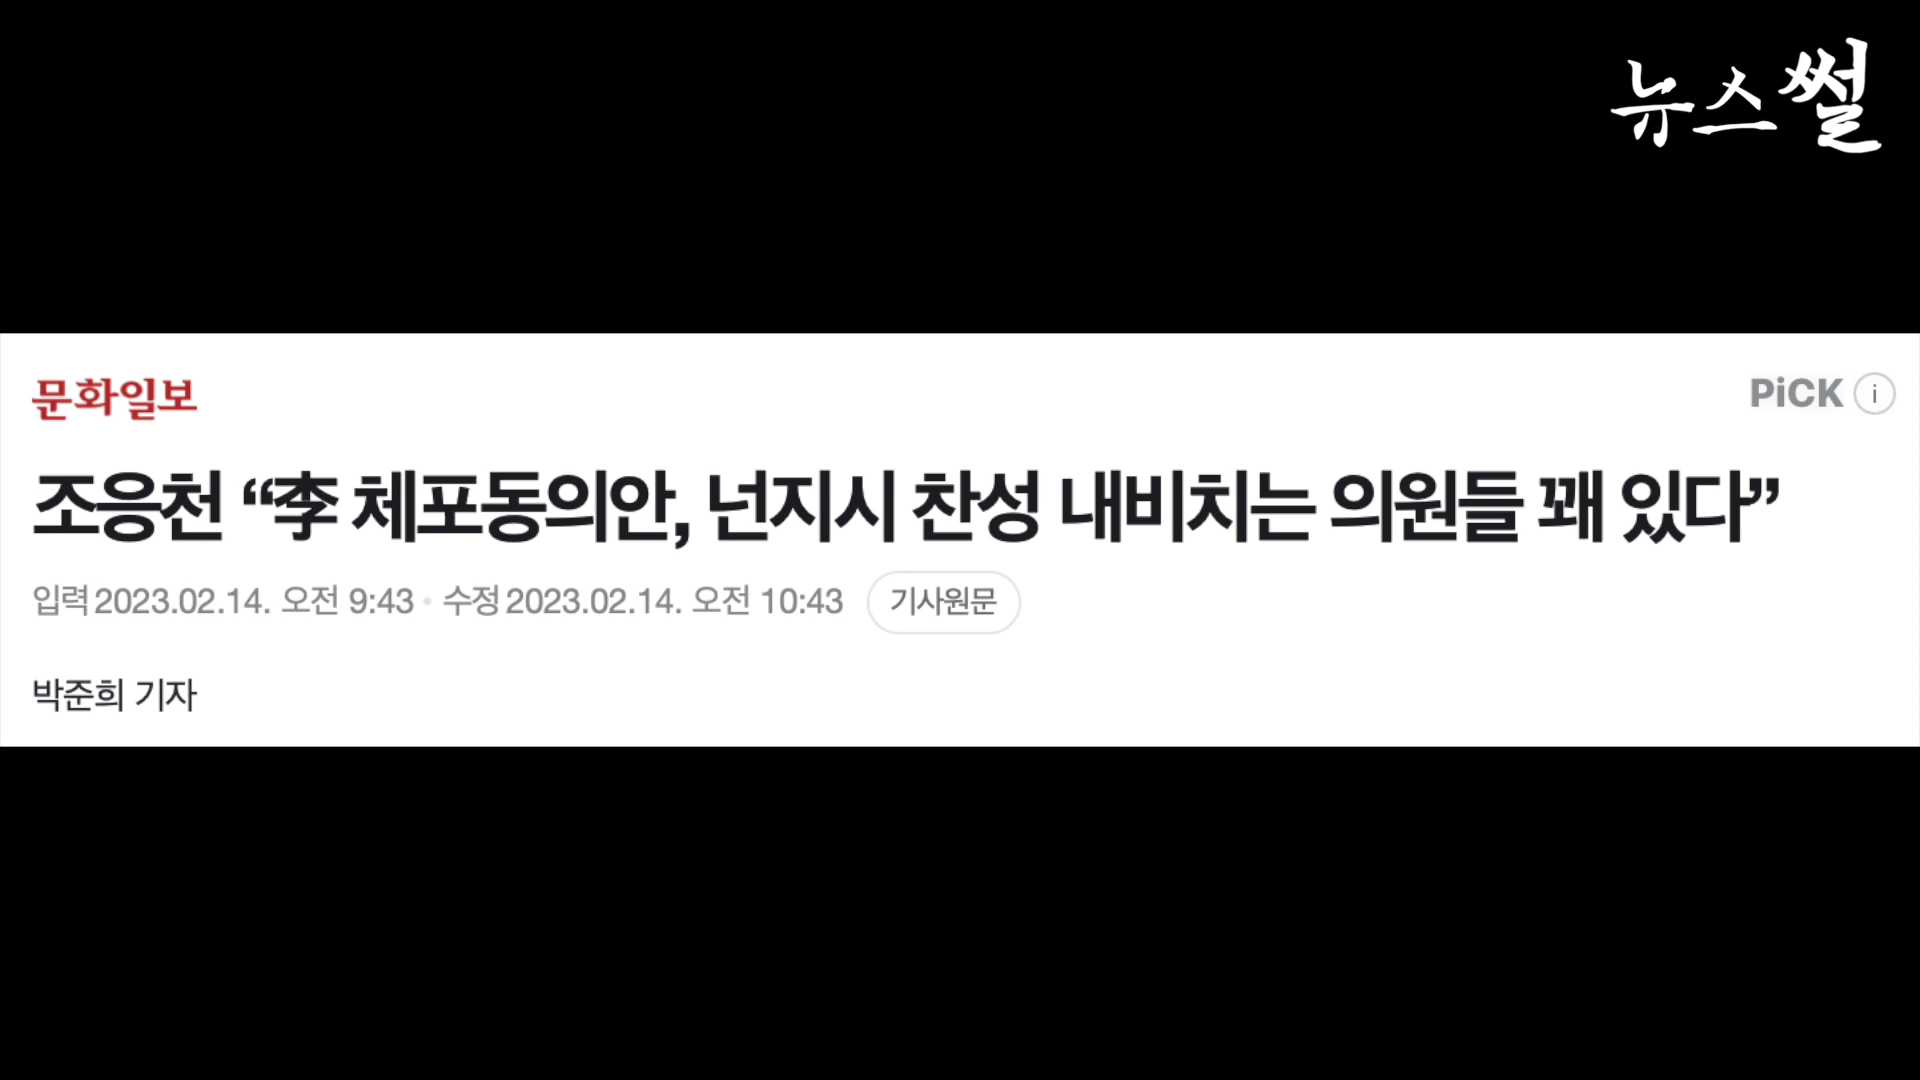 뉴스썰
문화일보
PiCK i
조응천 “李 체포동의안, 넌지시 찬성 내비치는 의원들 꽤 있다”
입력 2023.02.14. 오전 9:43 · 수정 2023.02.14. 오전 10:43 기사원문
박준희 기자